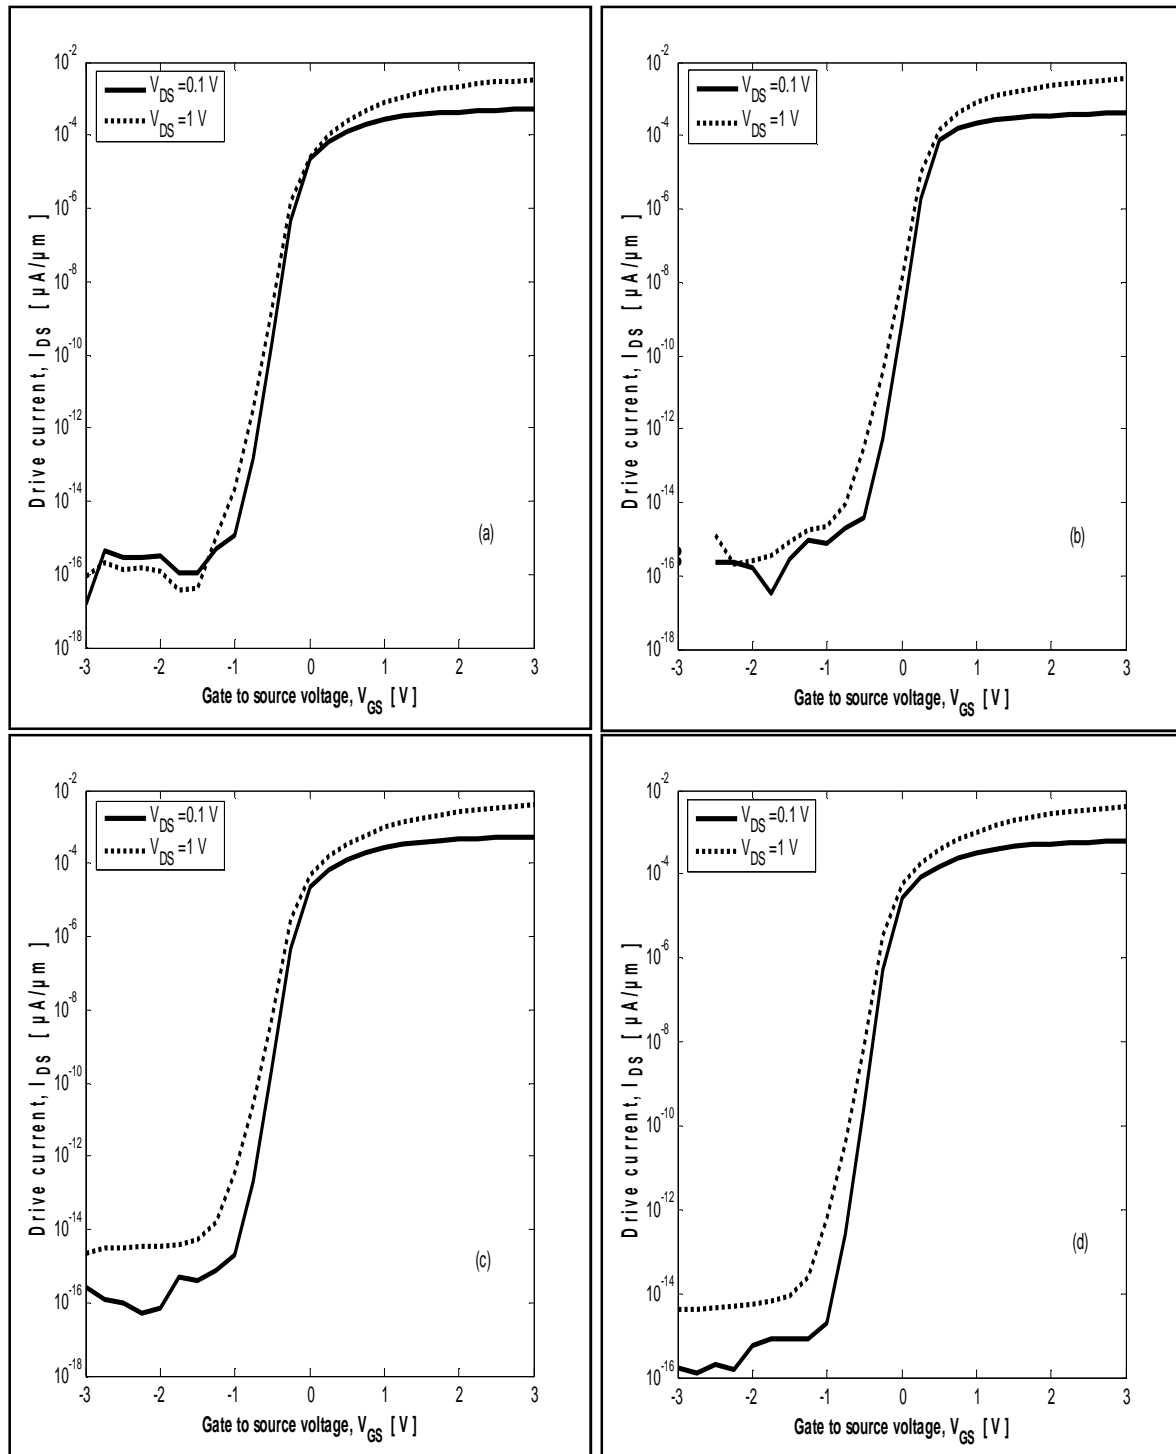 10^-2
V_DS =0.1 V
V_DS =1 V
10^-4
10^-6
10^-8
10^-10
10^-12
10^-14
10^-16
10^-18
Drive current, I_DS [ µA/µm ]
(a)
-3 -2 -1 0 1 2 3
Gate to source voltage, V_GS [ V ]
10^-2
V_DS =0.1 V
V_DS =1 V
10^-4
10^-6
10^-8
10^-10
10^-12
10^-14
10^-16
10^-18
Drive current, I_DS [ µA/µm ]
(b)
-3 -2 -1 0 1 2 3
Gate to source voltage, V_GS [ V ]
10^-2
V_DS =0.1 V
V_DS =1 V
10^-4
10^-6
10^-8
10^-10
10^-12
10^-14
10^-16
10^-18
Drive current, I_DS [ µA/µm ]
(c)
-3 -2 -1 0 1 2 3
Gate to source voltage, V_GS [ V ]
10^-2
V_DS =0.1 V
V_DS =1 V
10^-4
10^-6
10^-8
10^-10
10^-12
10^-14
10^-16
Drive current, I_DS [ µA/µm ]
(d)
-3 -2 -1 0 1 2 3
Gate to source voltage, V_GS [ V ]